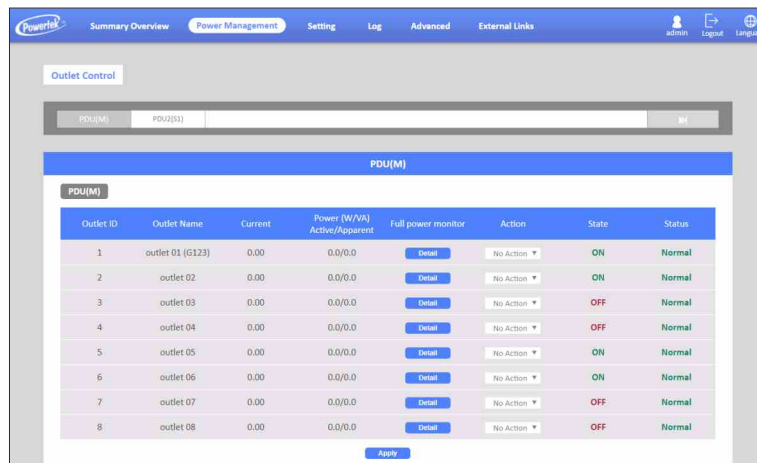 Powertek Summary Overview Power Management Setting Log Advanced External Links admin Logout Langua
Outlet Control
PDU(M) PDU2(S1)
PDU(M)
PDU(M)
Outlet ID Outlet Name Current Power (W/VA) Active/Apparent Full power monitor Action State Status
1 outlet 01 (G123) 0.00 0.0/0.0 Detail No Action ON Normal
2 outlet 02 0.00 0.0/0.0 Detail No Action ON Normal
3 outlet 03 0.00 0.0/0.0 Detail No Action OFF Normal
4 outlet 04 0.00 0.0/0.0 Detail No Action OFF Normal
5 outlet 05 0.00 0.0/0.0 Detail No Action ON Normal
6 outlet 06 0.00 0.0/0.0 Detail No Action ON Normal
7 outlet 07 0.00 0.0/0.0 Detail No Action OFF Normal
8 outlet 08 0.00 0.0/0.0 Detail No Action OFF Normal
Apply